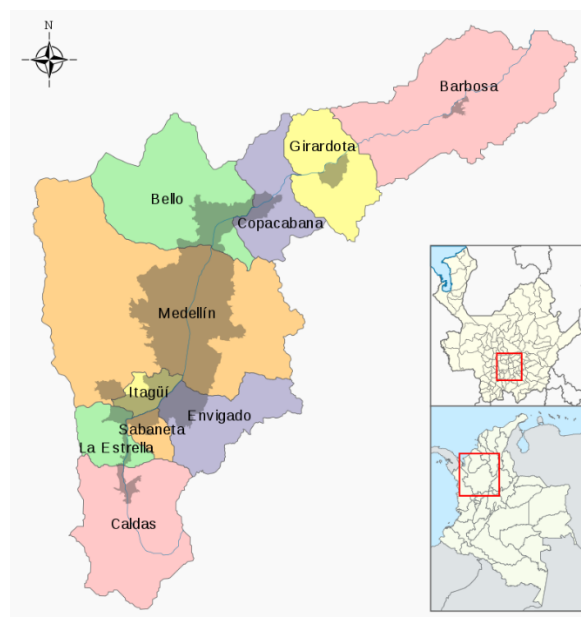 N
Barbosa
Girardota
Bello
Copacabana
Medellín
Itagüí
Envigado
Sabaneta
La Estrella
Caldas